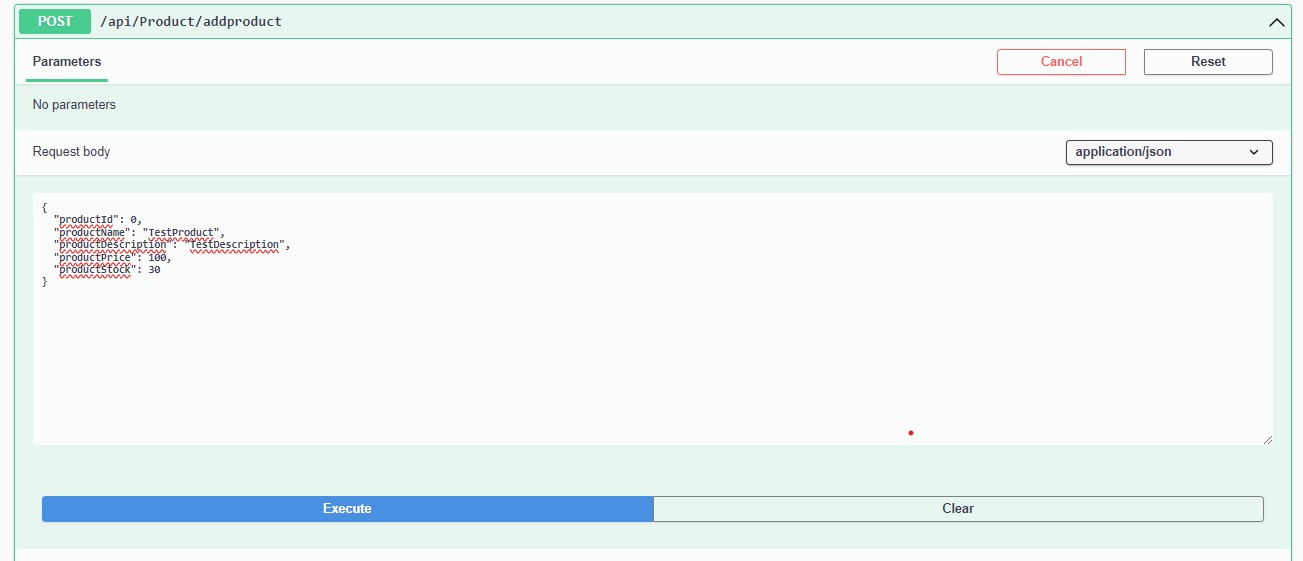 POST /api/Product/addproduct
Parameters Cancel Reset
No parameters
Request body application/json
{
"productId": 0,
"productName": "TestProduct",
"productDescription": "TestDescription",
"productPrice": 100,
"productStock": 30
}
Execute Clear